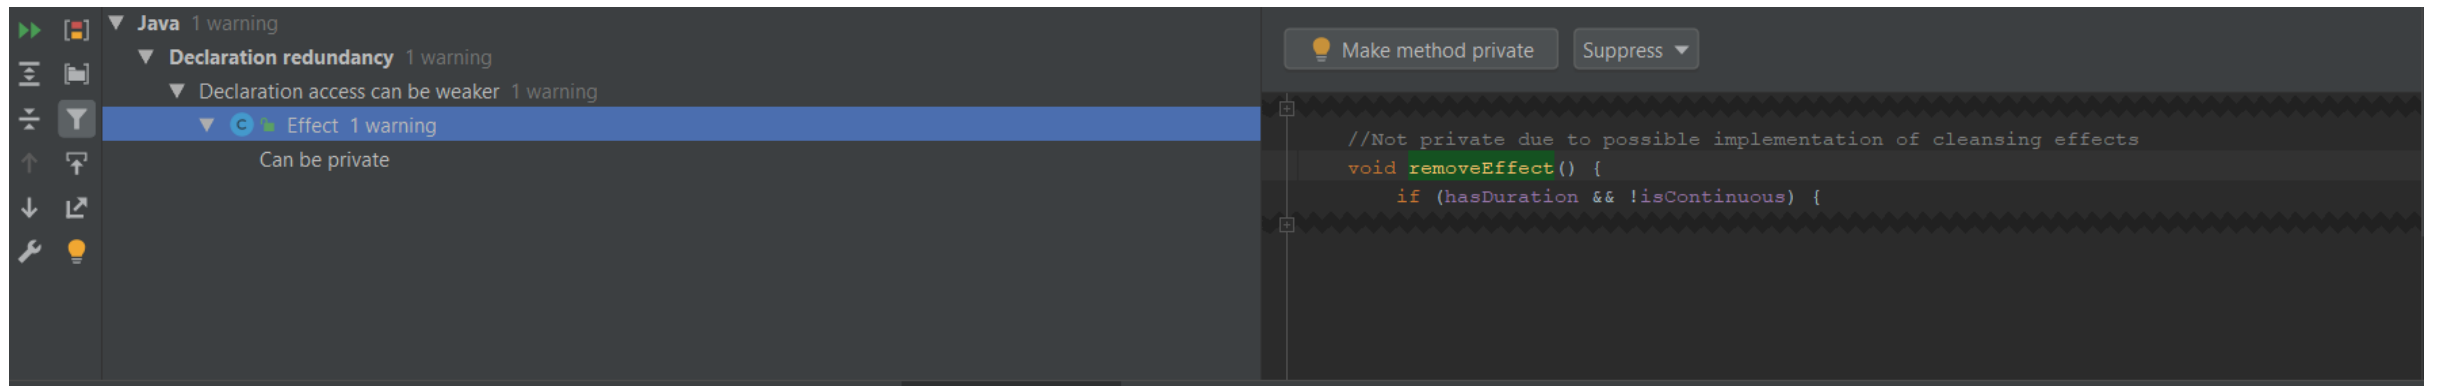 Java 1 warning
Declaration redundancy 1 warning
Declaration access can be weaker 1 warning
C Effect 1 warning
Can be private
Make method private Suppress
//Not private due to possible implementation of cleansing effects
void removeEffect() {
if (hasDuration && !isContinuous) {